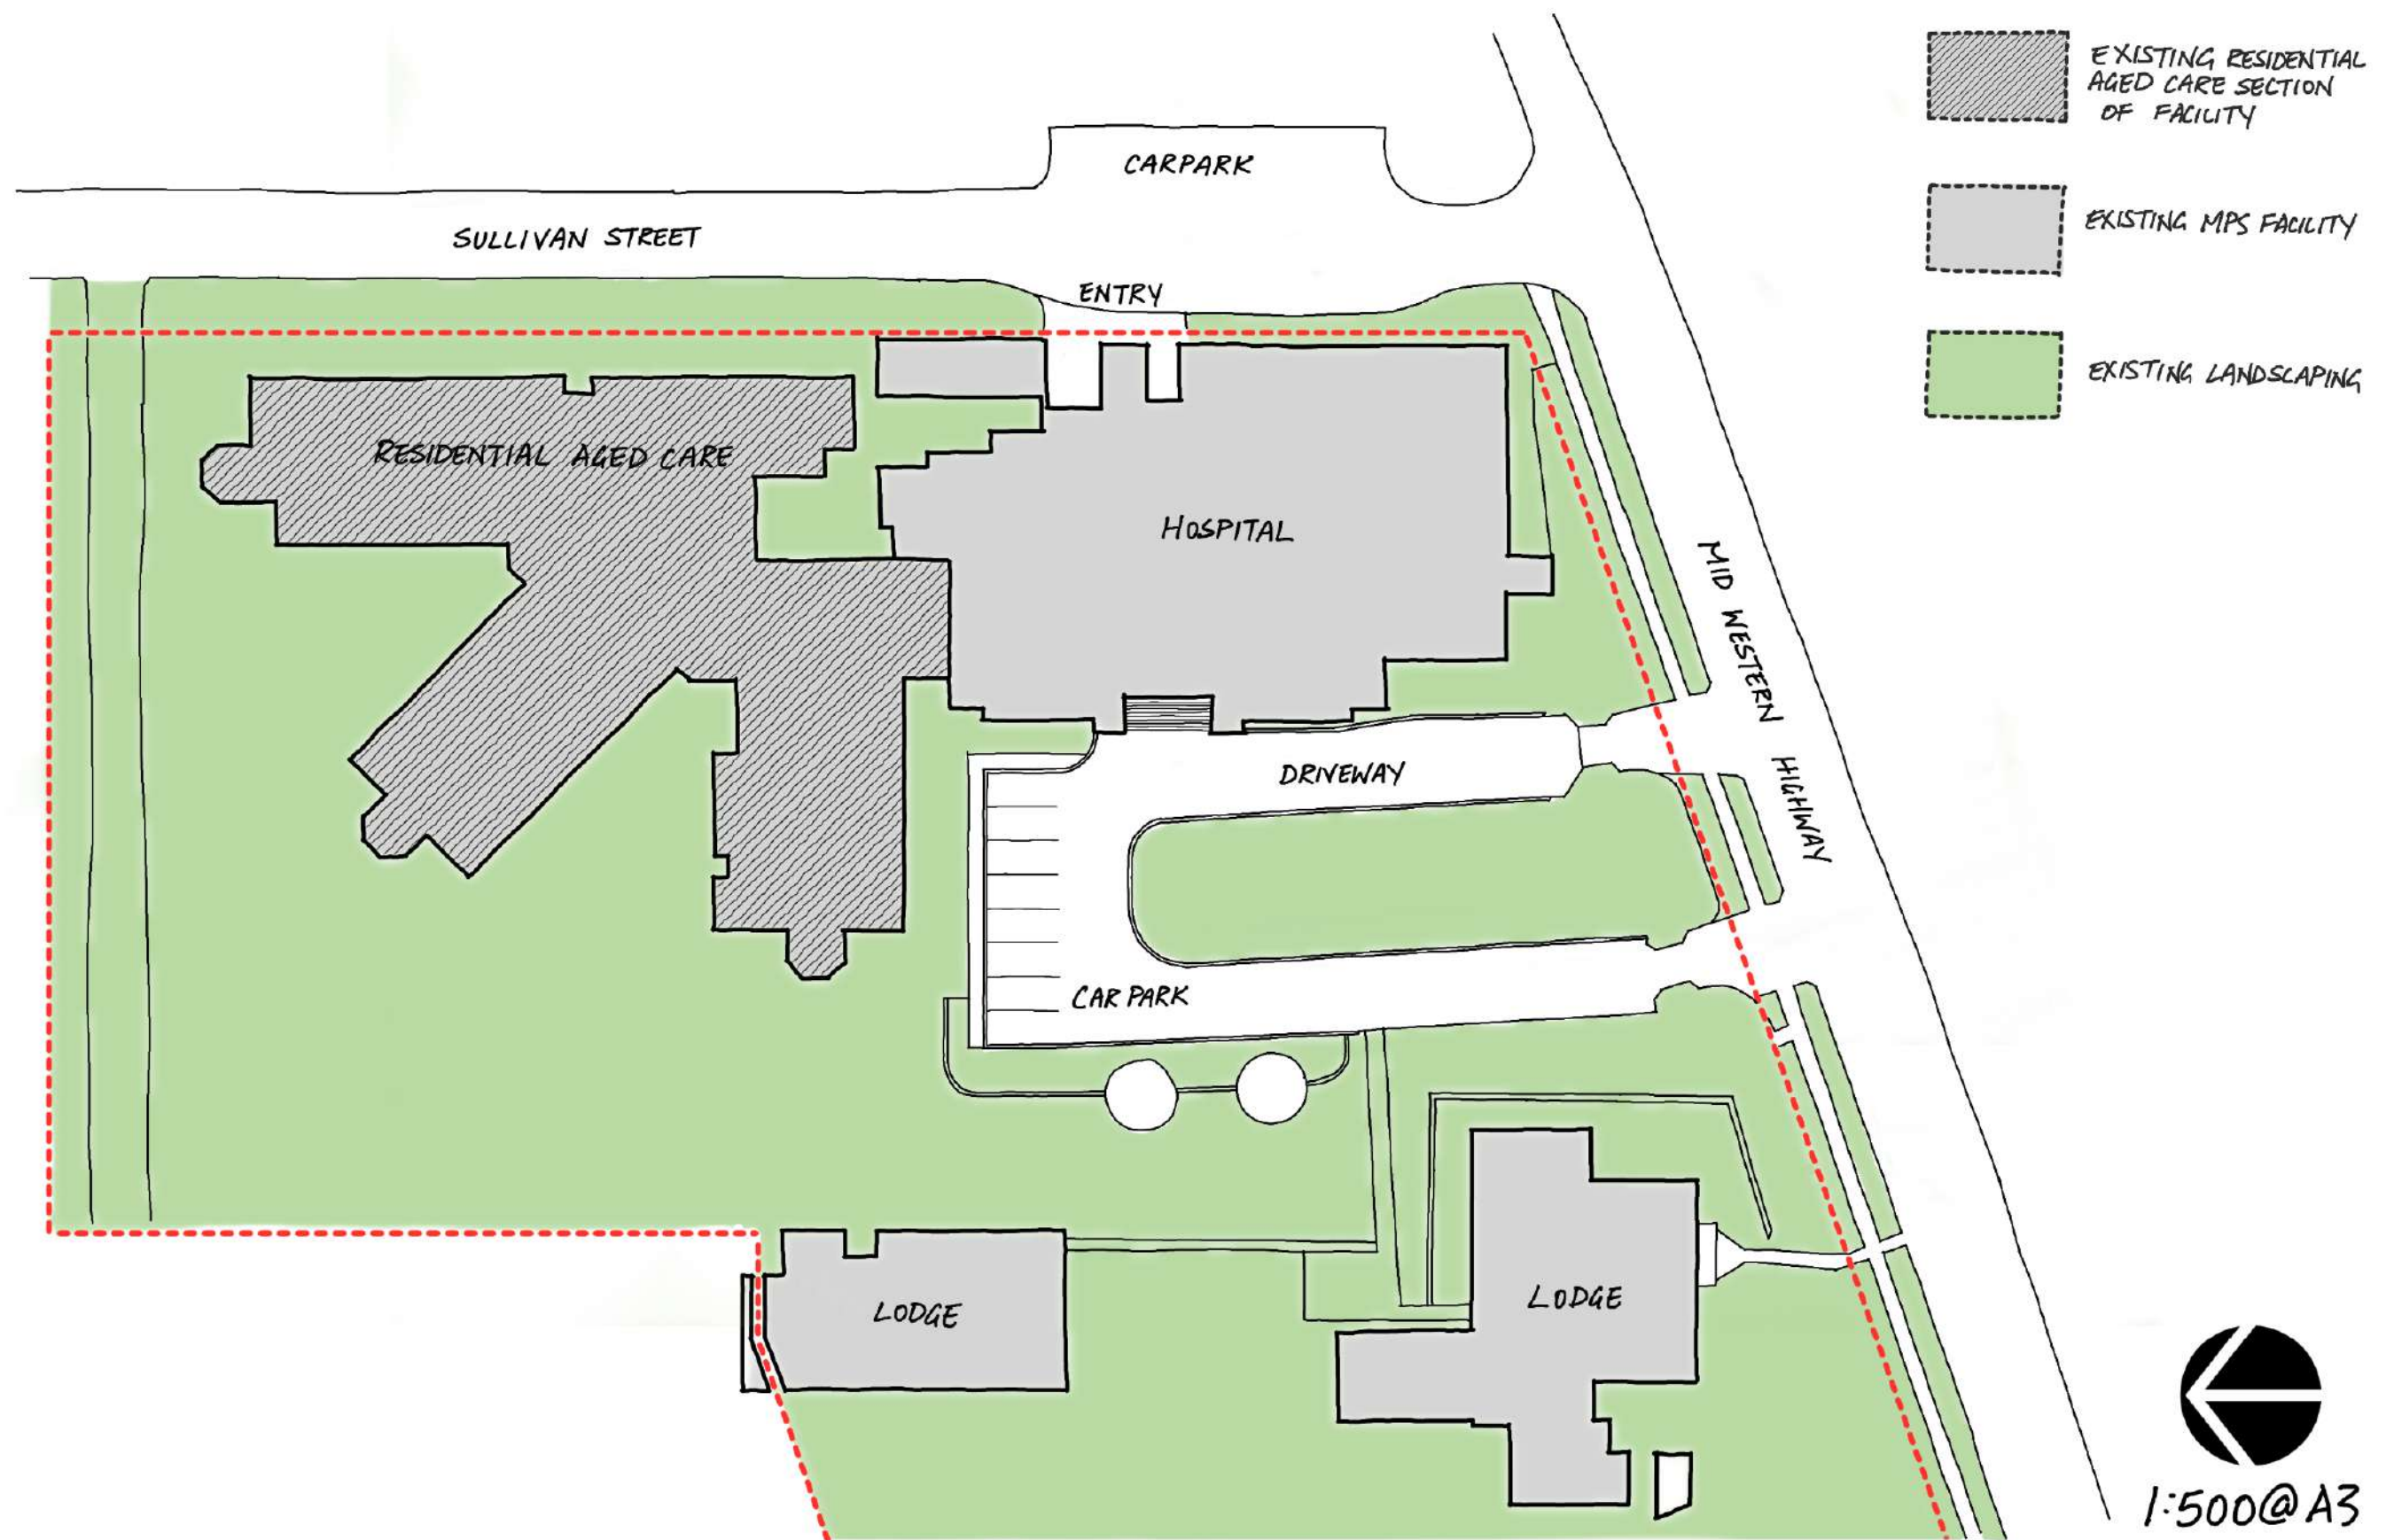 EXISTING RESIDENTIAL
AGED CARE SECTION
OF FACILITY
CARPARK
EXISTING MPS FACILITY
SULLIVAN STREET
ENTRY
EXISTING LANDSCAPING
RESIDENTIAL AGED CARE
HOSPITAL
MID WESTERN HIGHWAY
DRIVEWAY
CAR PARK
LODGE
LODGE
1:500@A3